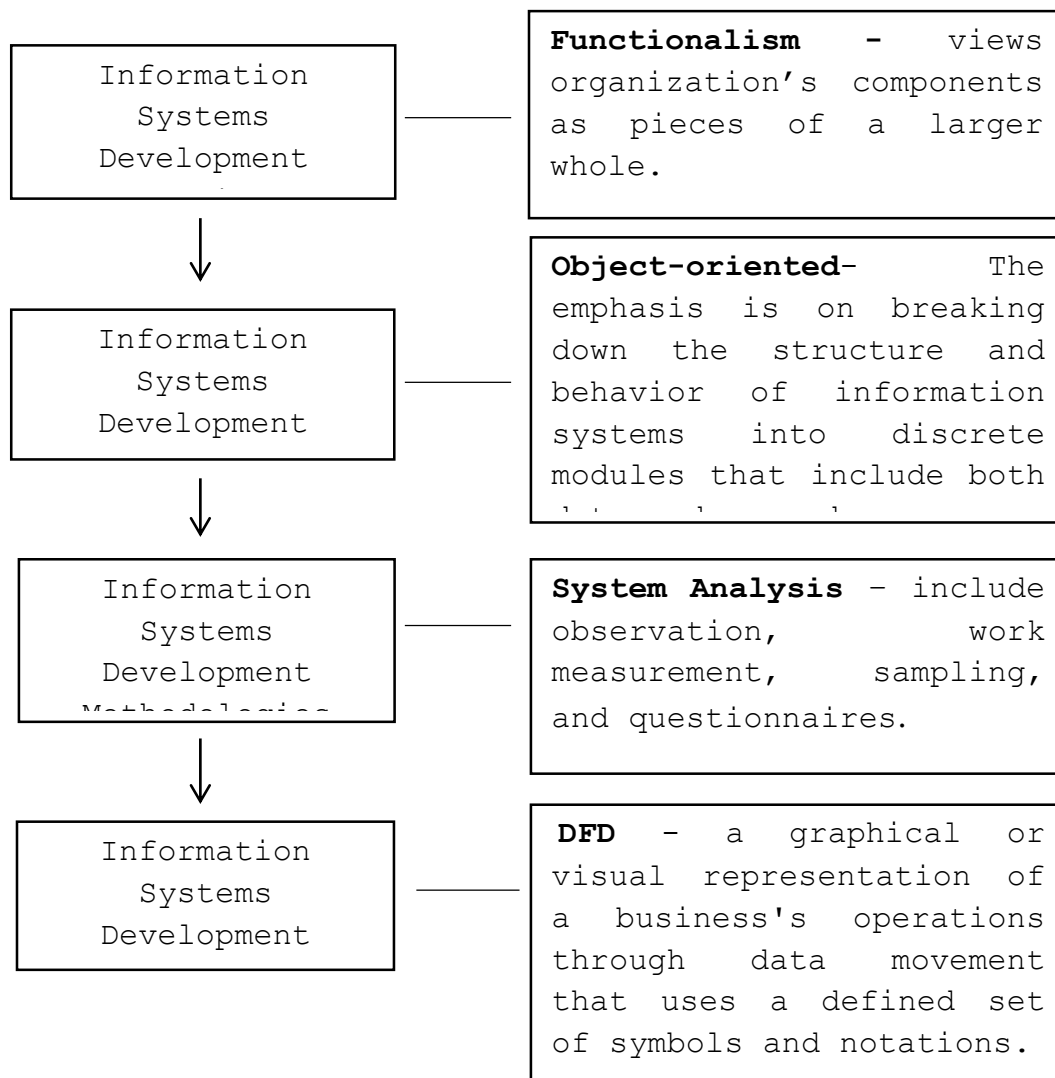 Information
Systems
Development
Functionalism - views
organization’s components
as pieces of a larger
whole.
Information
Systems
Development
Object-oriented- The
emphasis is on breaking
down the structure and
behavior of information
systems into discrete
modules that include both
Information
Systems
Development
Methodologies
System Analysis – include
observation, work
measurement, sampling,
and questionnaires.
Information
Systems
Development
DFD - a graphical or
visual representation of
a business's operations
through data movement
that uses a defined set
of symbols and notations.